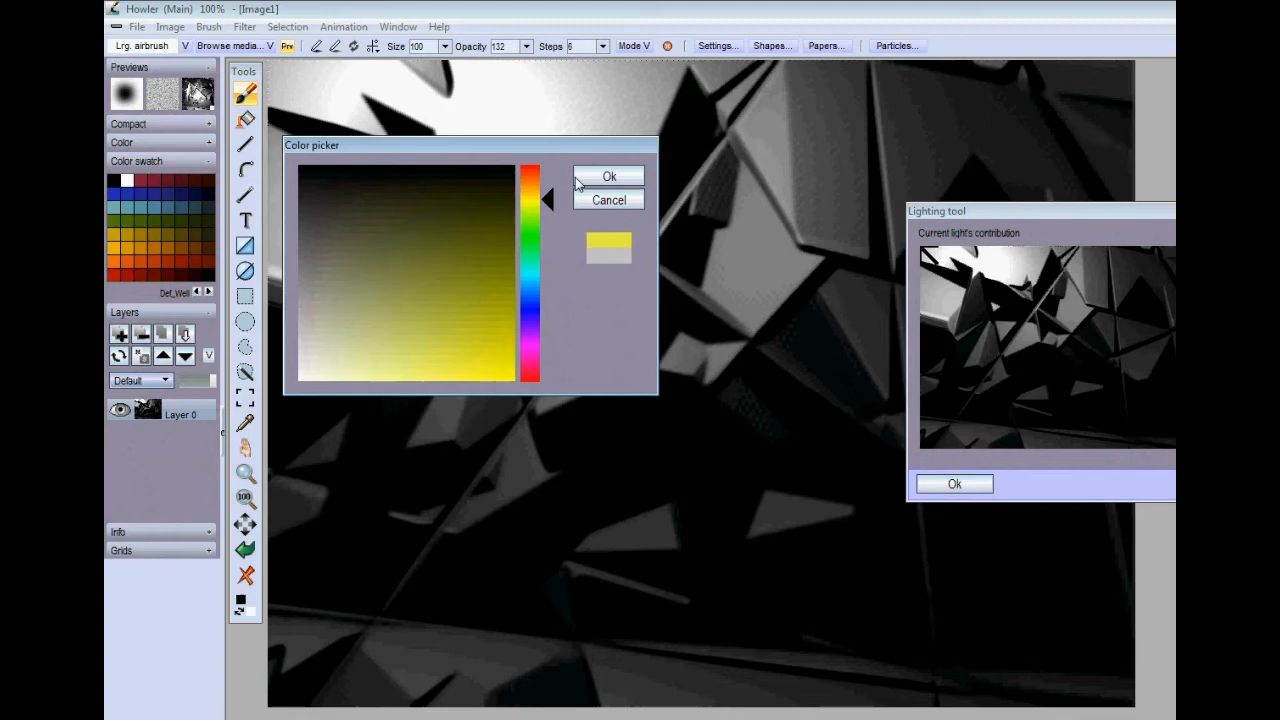 Howler (Main) 100% - [Image1]
File Image Brush Filter Selection Animation Window Help
Lrg. airbrush V Browse media... V Prv Size 100 Opacity 132 Steps 6 Mode V Settings... Shapes... Papers... Particles...
Previews -
Compact +
Color +
Color swatch -
Def_Well
Layers -
V
Default
Layer 0
Info +
Grids +
Tools
T
100
Color picker
Ok
Cancel
Lighting tool
Current light's contribution
Ok